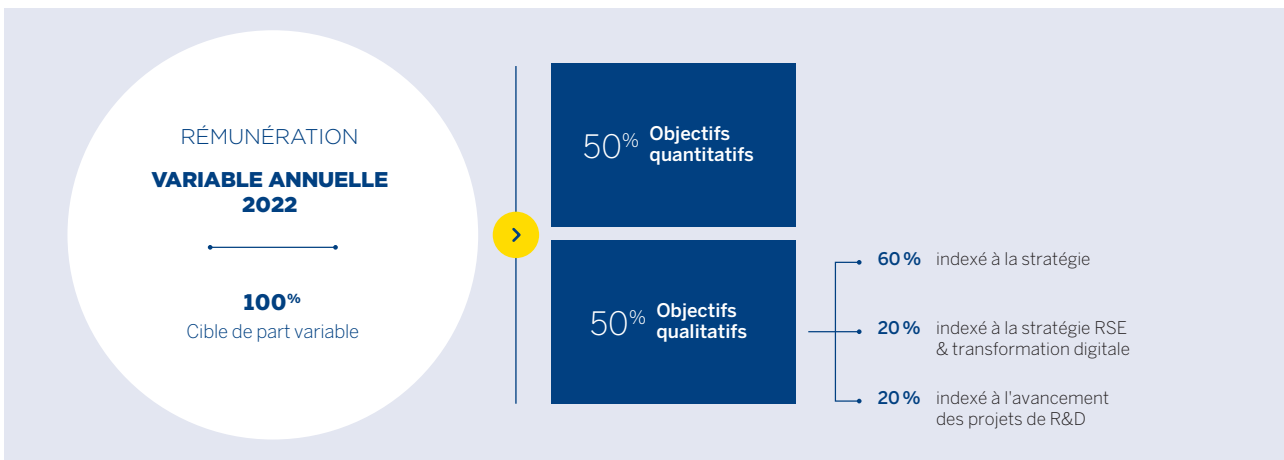 RÉMUNÉRATION
VARIABLE ANNUELLE
2022
100%
Cible de part variable
50% Objectifs
quantitatifs
50% Objectifs
qualitatifs
60 % indexé à la stratégie
20 % indexé à la stratégie RSE
& transformation digitale
20 % indexé à l'avancement
des projets de R&D